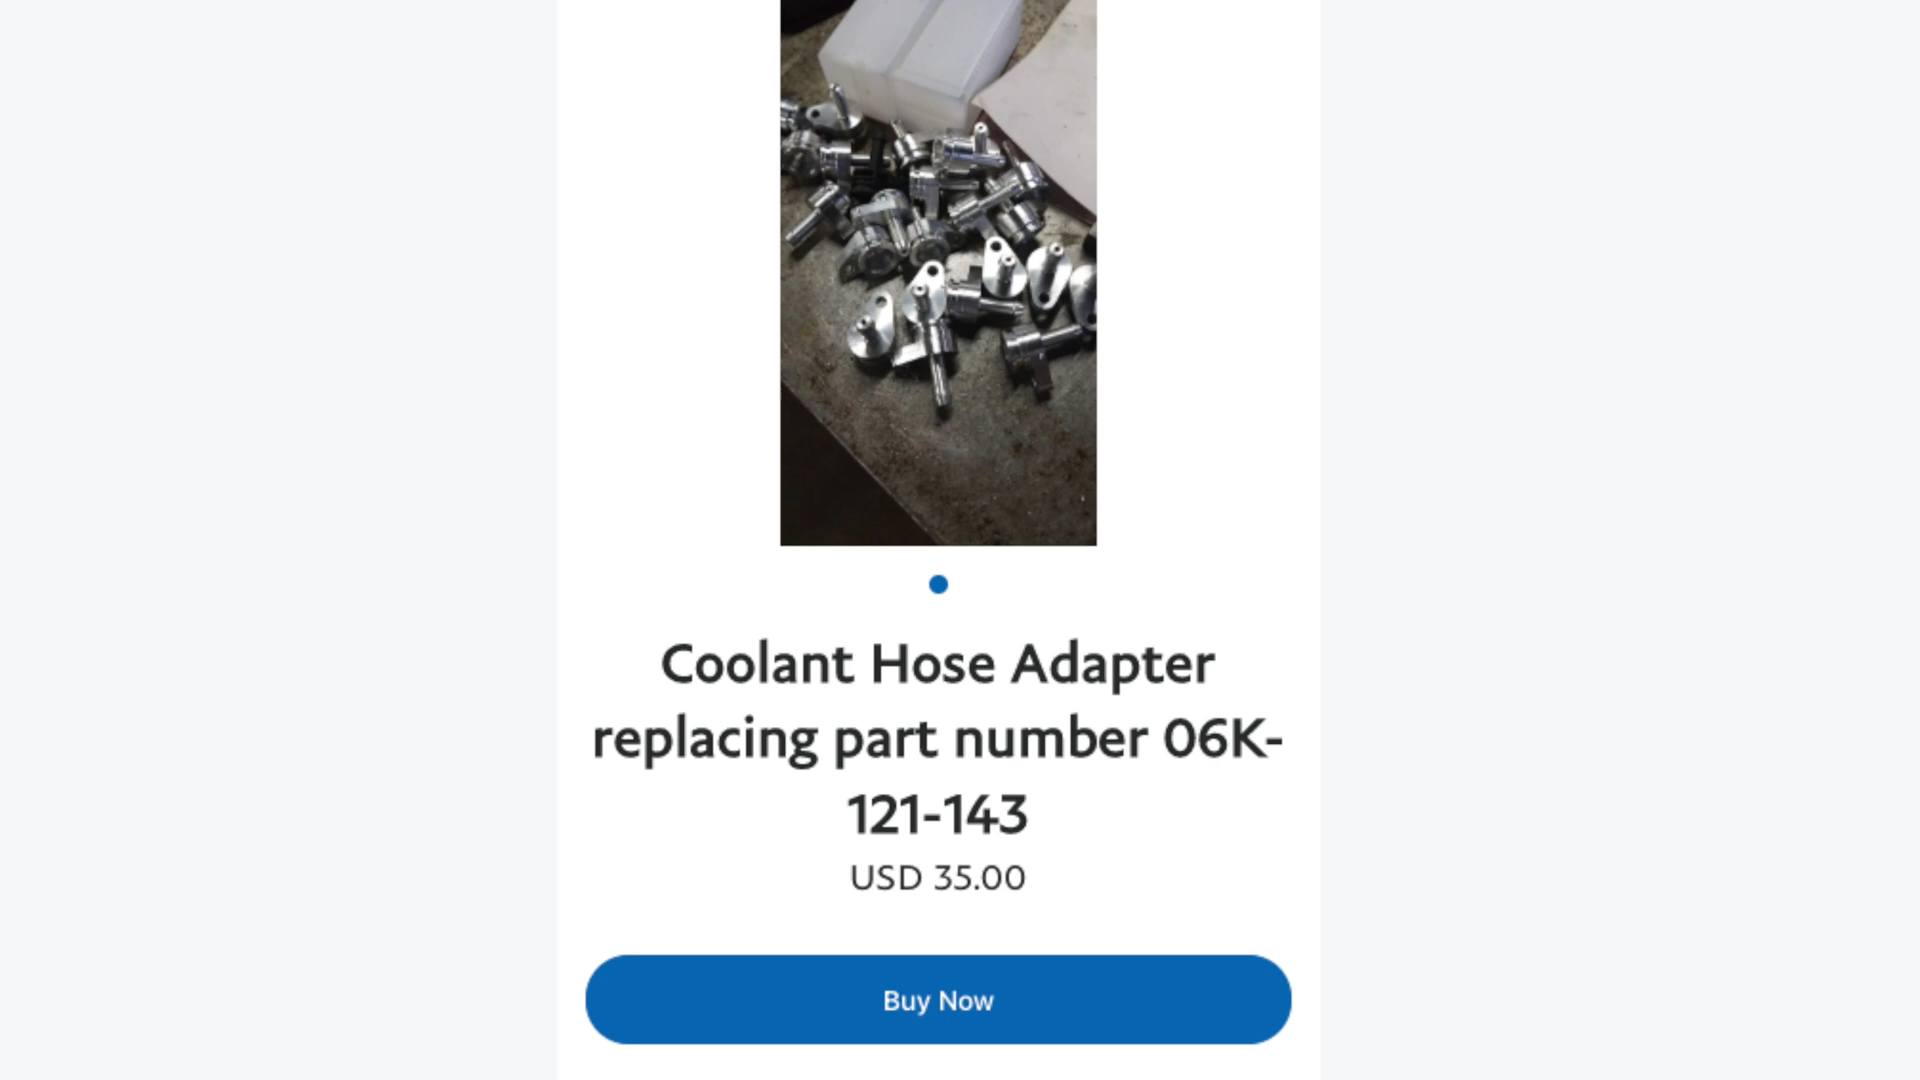 Coolant Hose Adapter
replacing part number 06K-
121-143
USD 35.00
Buy Now